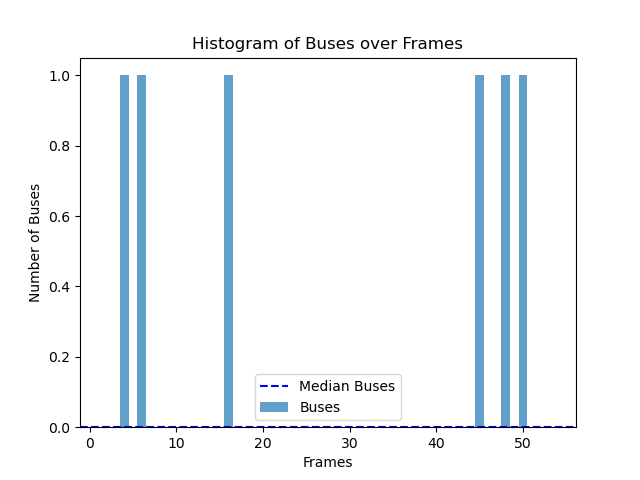 Histogram of Buses over Frames
Number of Buses
1.0
0.8
0.6
0.4
0.2
0.0
Median Buses
Buses
0 10 20 30 40 50
Frames